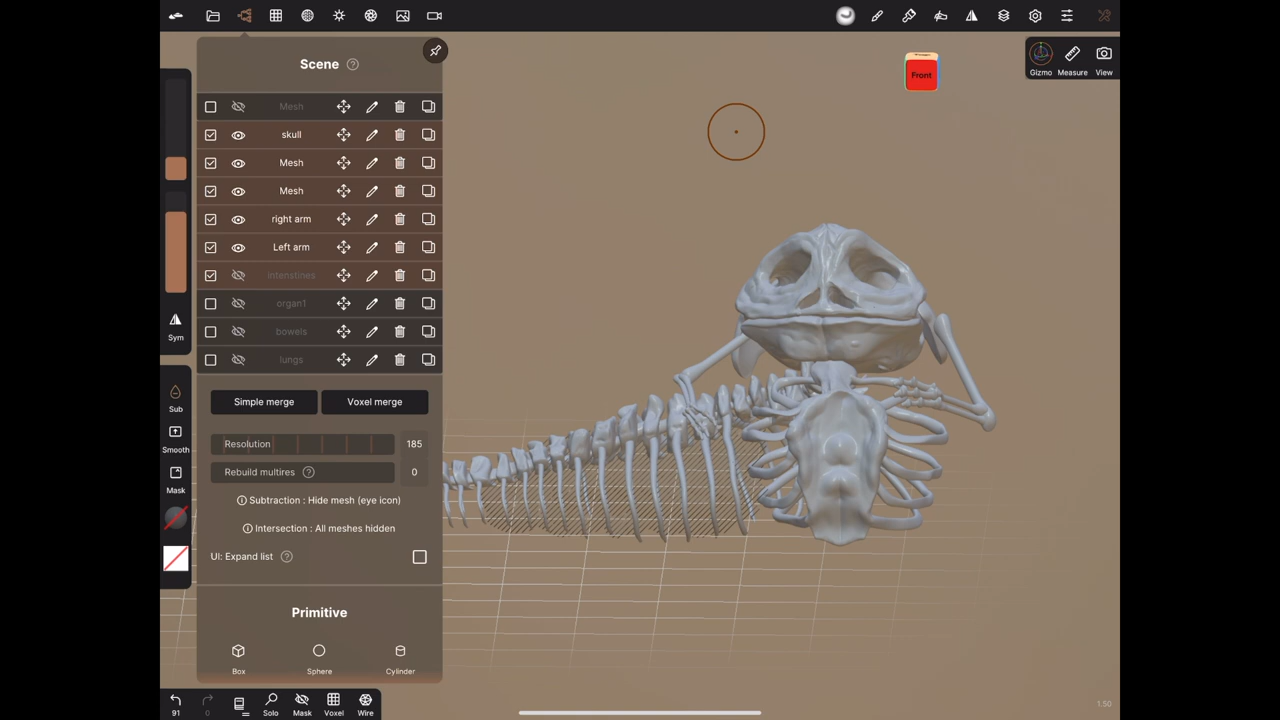 Scene
Mesh
skull
Mesh
Mesh
right arm
Left arm
intenstines
organ1
bowels
lungs
Simple merge
Voxel merge
Resolution 185
Rebuild multires 0
Subtraction : Hide mesh (eye icon)
Intersection : All meshes hidden
UI: Expand list
Primitive
Box
Sphere
Cylinder
Sym
Sub
Smooth
Mask
91
0
Solo
Mask
Voxel
Wire
Front
Gizmo
Measure
View
1.50